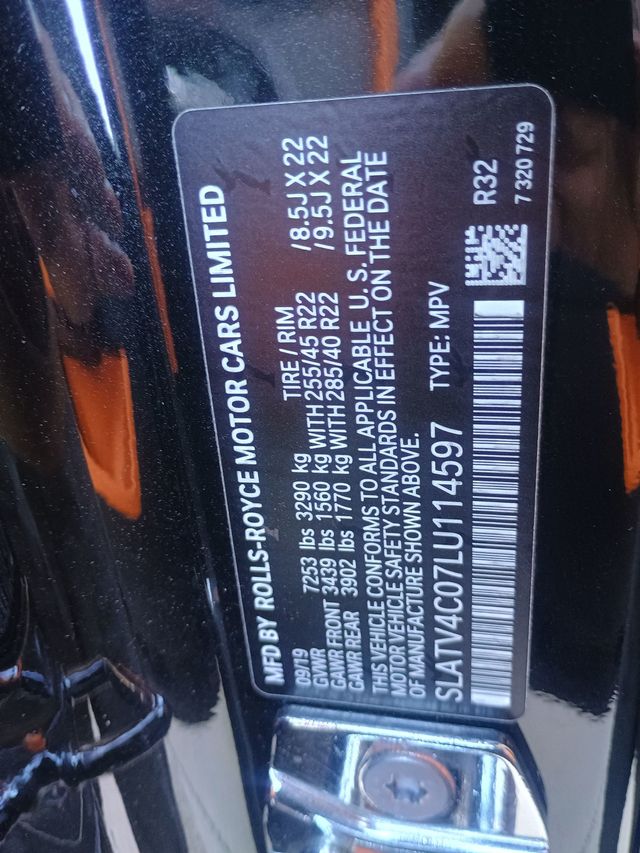 MFD BY ROLLS-ROYCE MOTOR CARS LIMITED
09/19
TIRE / RIM
GVWR 7253 lbs 3290 kg
GAWR FRONT 3439 lbs 1560 kg WITH 255/45 R22 / 8.5J X 22
GAWR REAR 3902 lbs 1770 kg WITH 285/40 R22 / 9.5J X 22
THIS VEHICLE CONFORMS TO ALL APPLICABLE U.S. FEDERAL
MOTOR VEHICLE SAFETY STANDARDS IN EFFECT ON THE DATE
OF MANUFACTURE SHOWN ABOVE.
SLATV4C07LU114597 TYPE: MPV
R32
7 320 729